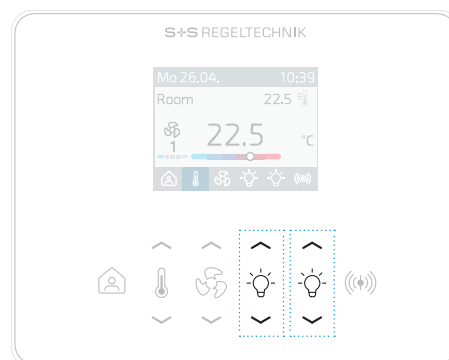 S+S REGELTECHNIK
Mo 26.04. 10:39
Room 22.5
22.5 °C
1